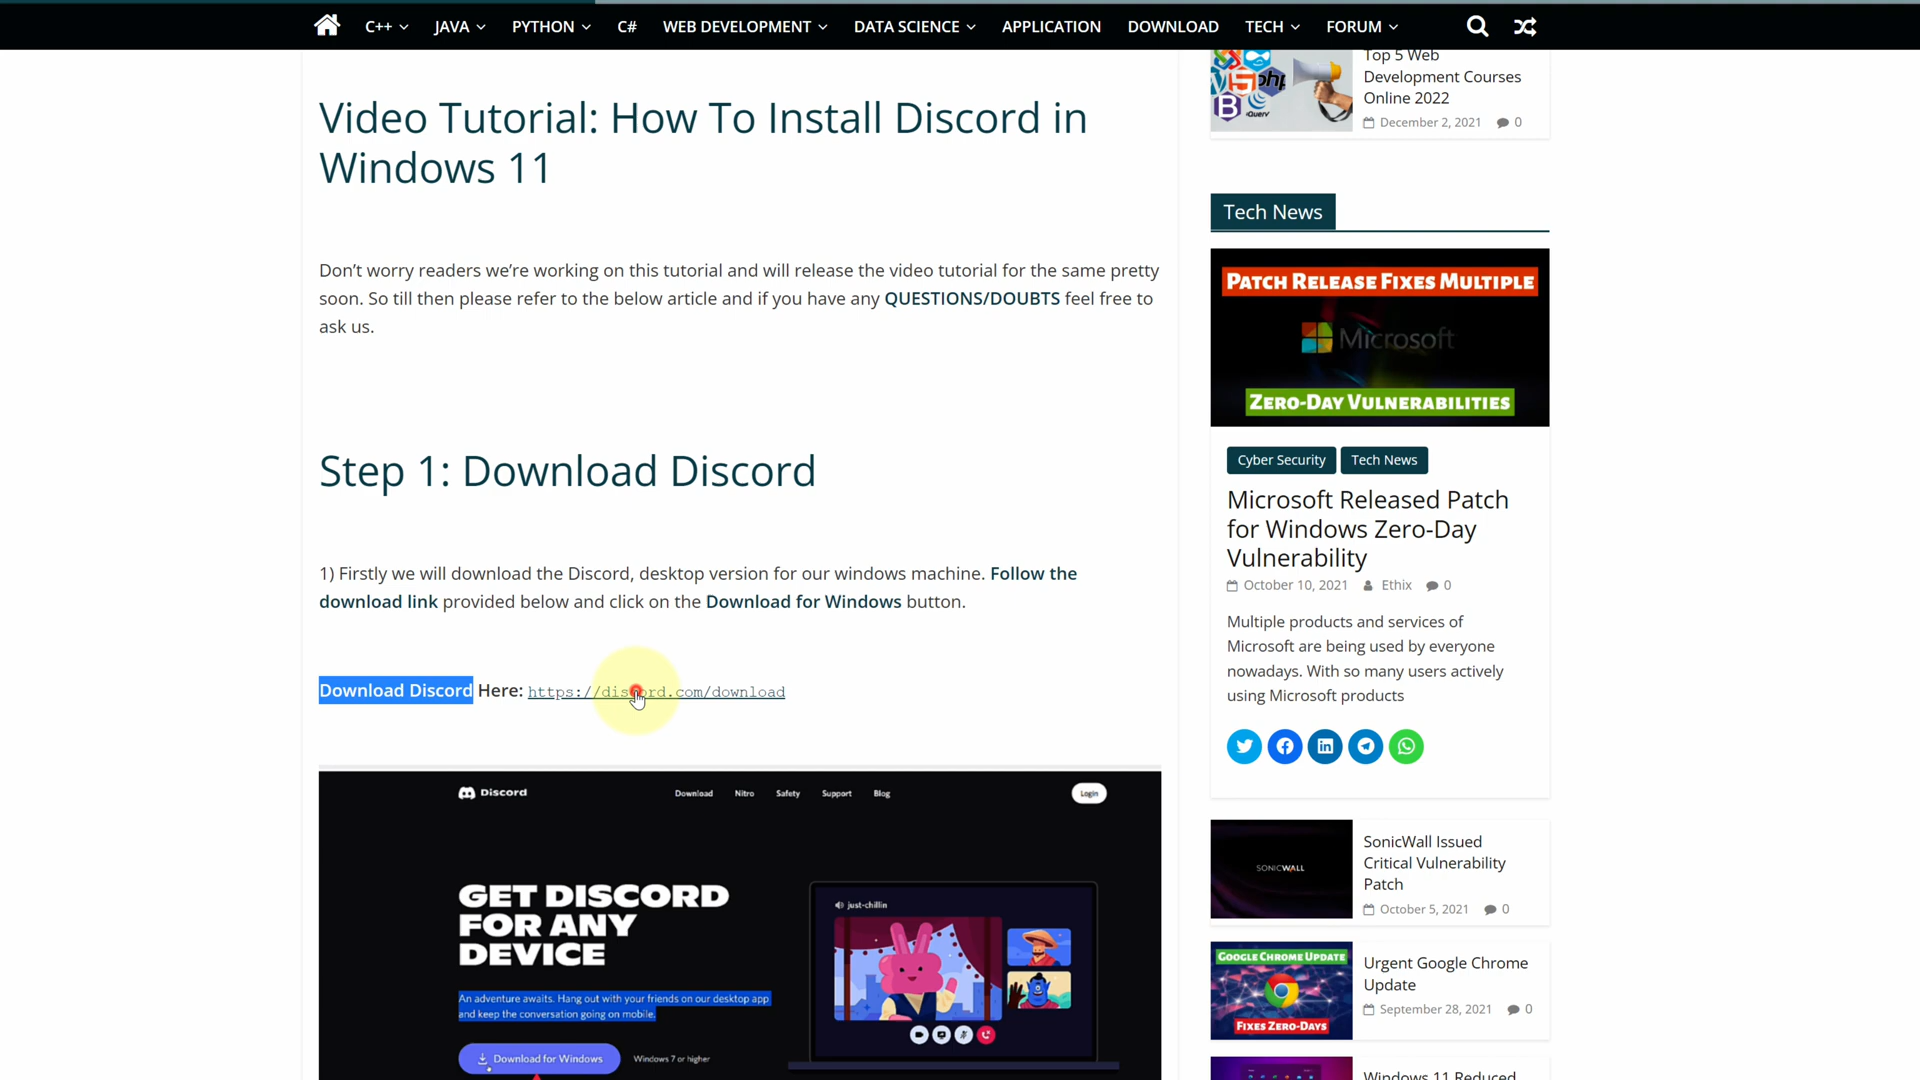 C++ JAVA PYTHON C# WEB DEVELOPMENT DATA SCIENCE APPLICATION DOWNLOAD TECH FORUM
Video Tutorial: How To Install Discord in
Windows 11
Don't worry readers we're working on this tutorial and will release the video tutorial for the same pretty
soon. So till then please refer to the below article and if you have any QUESTIONS/DOUBTS feel free to
ask us.
Step 1: Download Discord
1) Firstly we will download the Discord, desktop version for our windows machine. Follow the
download link provided below and click on the Download for Windows button.
Download Discord Here: https://discord.com/download
Discord
Download Nitro Safety Support Blog
Login
GET DISCORD
FOR ANY
DEVICE
An adventure awaits. Hang out with your friends on our desktop app
and keep the conversation going on mobile.
Download for Windows
Windows 7 or higher
just-chillin
php
B
jQuery
Top 5 Web
Development Courses
Online 2022
December 2, 2021 0
Tech News
PATCH RELEASE FIXES MULTIPLE
Microsoft
ZERO-DAY VULNERABILITIES
Cyber Security Tech News
Microsoft Released Patch
for Windows Zero-Day
Vulnerability
October 10, 2021 Ethix 0
Multiple products and services of
Microsoft are being used by everyone
nowadays. With so many users actively
using Microsoft products
SONICWALL
SonicWall Issued
Critical Vulnerability
Patch
October 5, 2021 0
GOOGLE CHROME UPDATE
FIXES ZERO-DAYS
Urgent Google Chrome
Update
September 28, 2021 0
Windows 11 Reduced